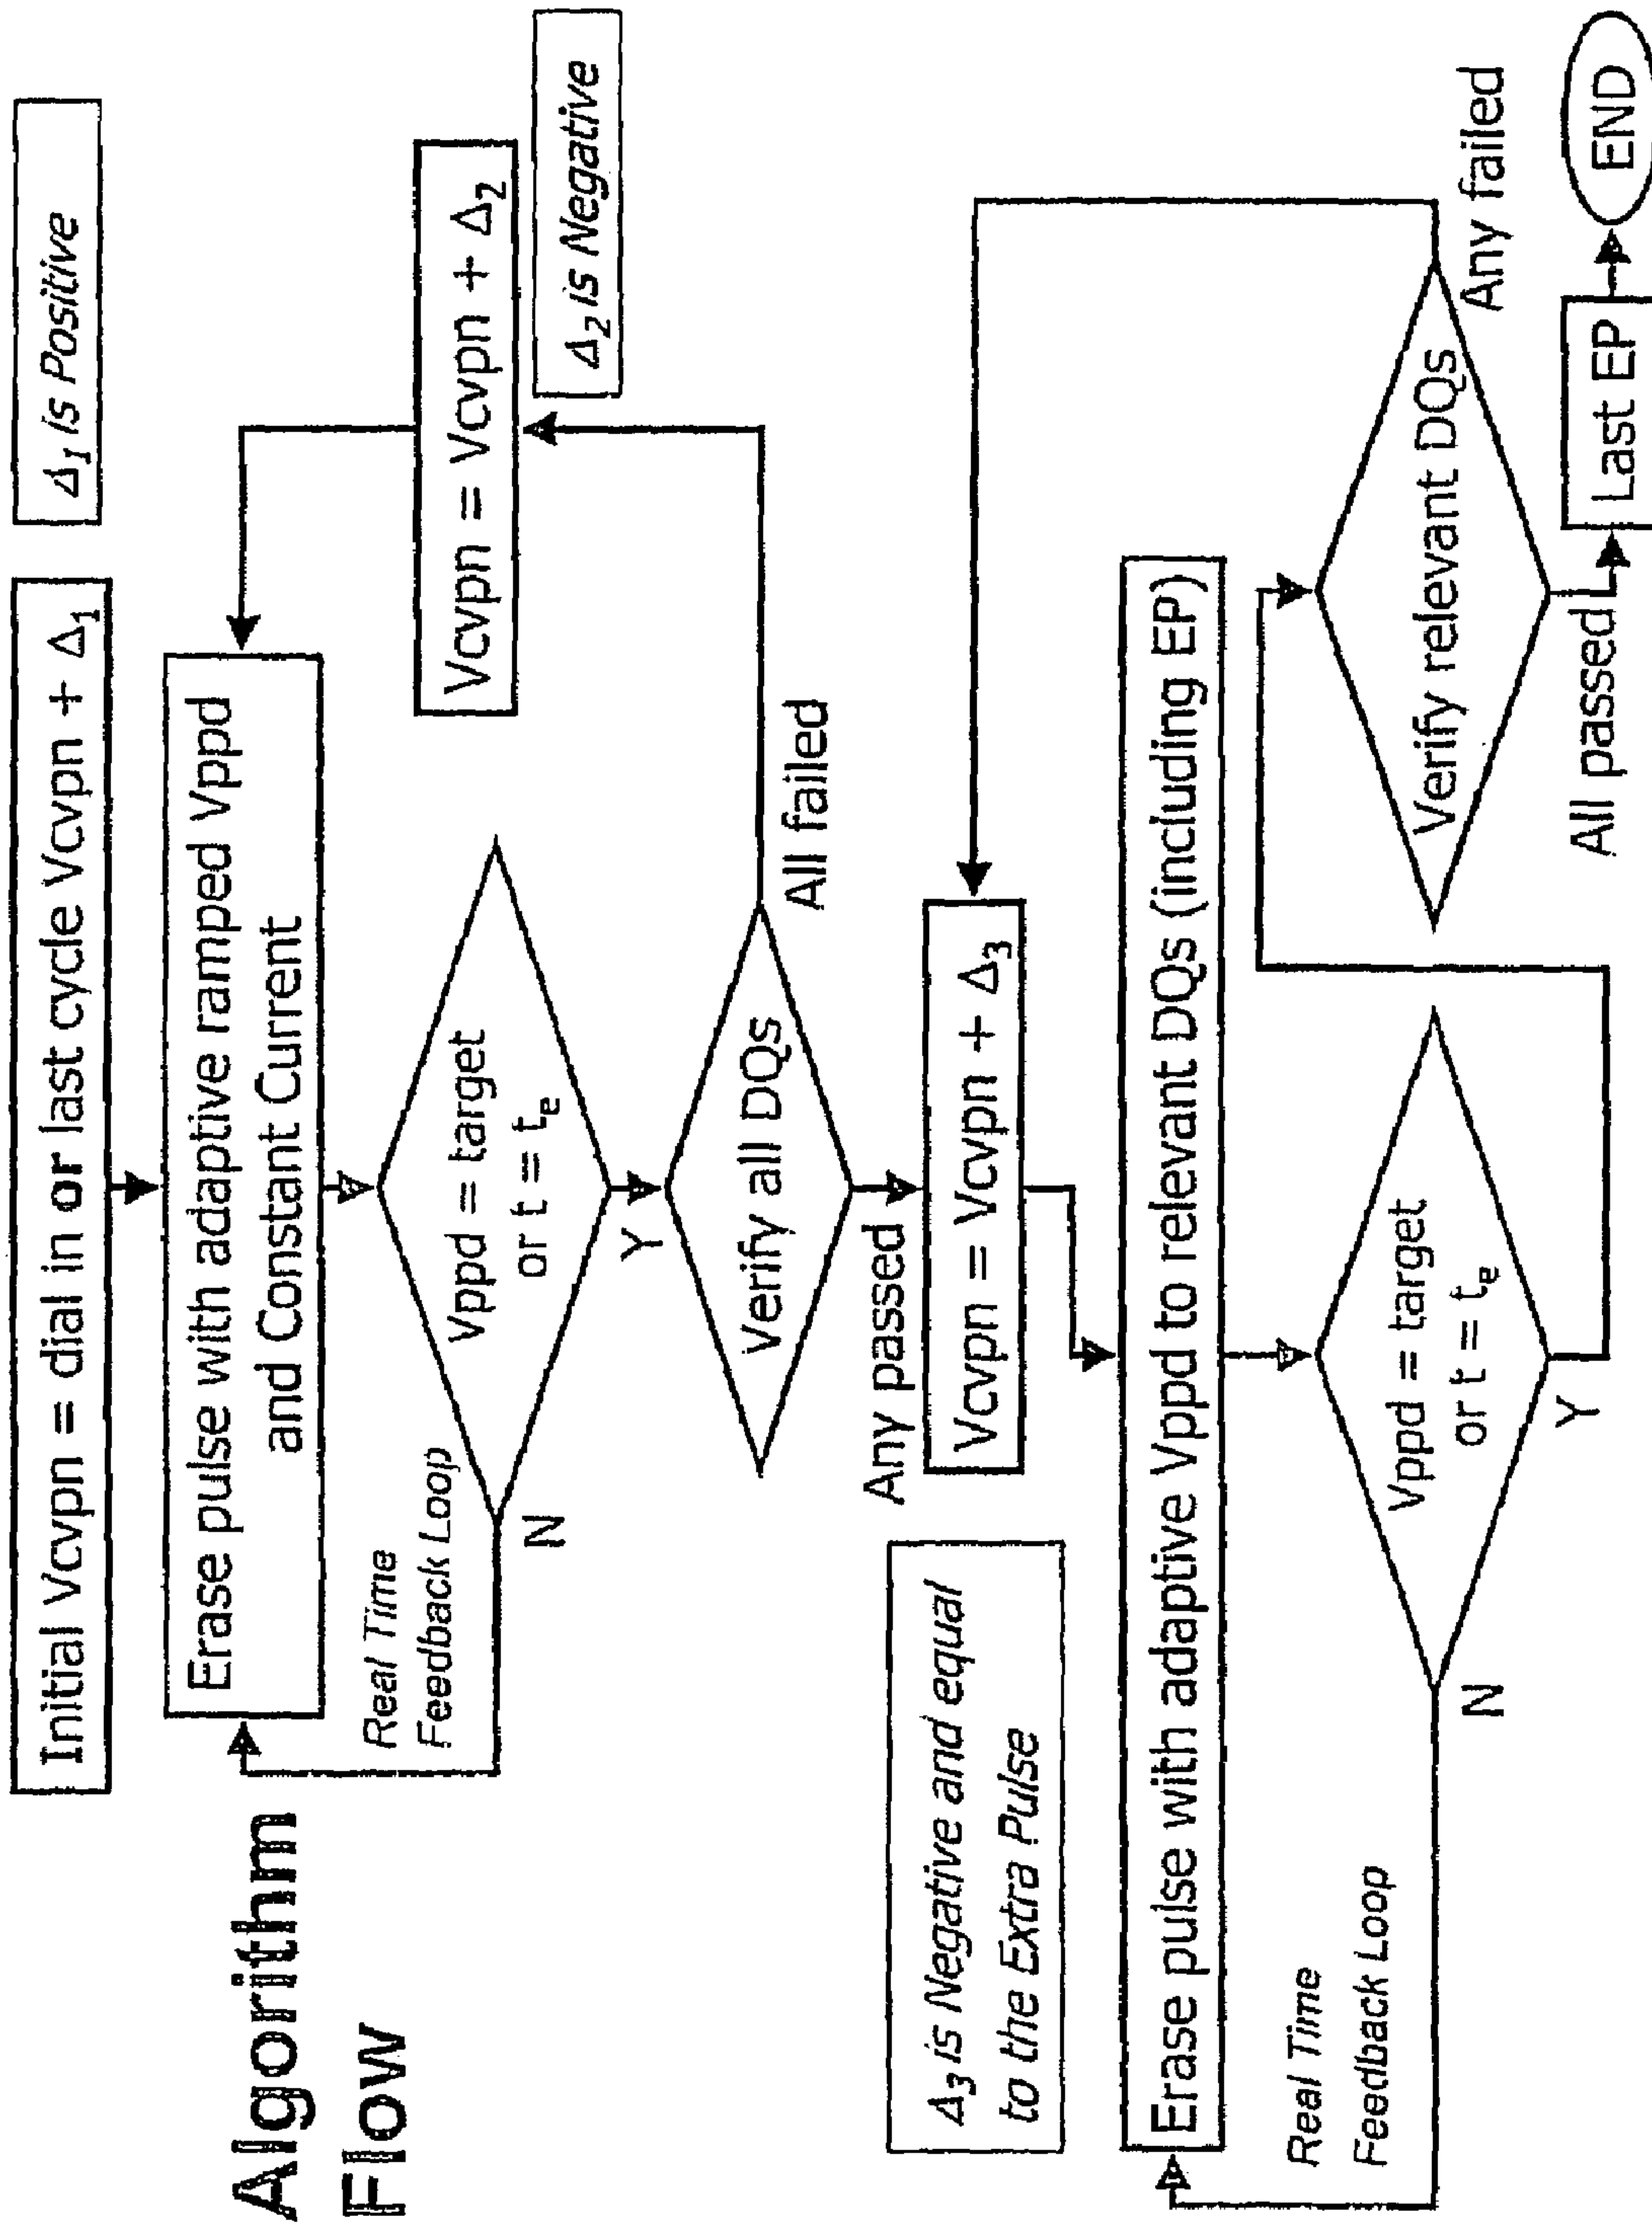 Algorithm
Flow
Initial Vcvpn = dial in or last cycle Vcvpn + Δ₁
Δ₁ is Positive
Erase pulse with adaptive ramped Vppd
and Constant Current
Real Time
Feedback Loop
Vppd = target
or t = tₑ
N
Y
Vcvpn = Vcvpn + Δ₂
Δ₂ is Negative
Verify all DQs
All failed
Any passed
Δ₃ is Negative and equal
to the Extra Pulse
Vcvpn = Vcvpn + Δ₃
Erase pulse with adaptive Vppd to relevant DQs (including EP)
Real Time
Feedback Loop
Vppd = target
or t = tₑ
N
Y
Verify relevant DQs
Any failed
All passed
Last EP
END